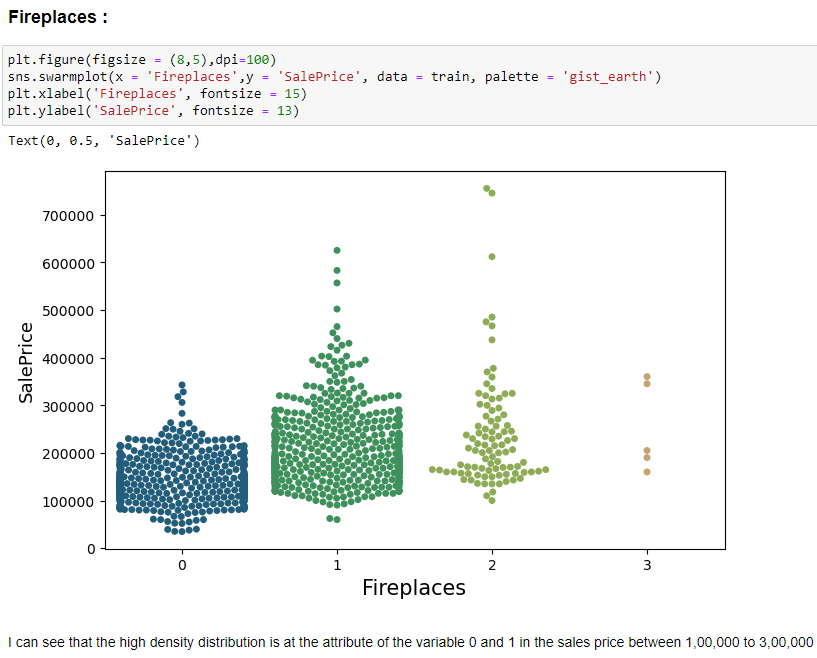 Fireplaces :
plt.figure(figsize = (8,5),dpi=100)
sns.swarmplot(x = 'Fireplaces',y = 'SalePrice', data = train, palette = 'gist_earth')
plt.xlabel('Fireplaces', fontsize = 15)
plt.ylabel('SalePrice', fontsize = 13)
Text(0, 0.5, 'SalePrice')
700000
600000
500000
400000
300000
200000
100000
0
SalePrice
0 1 2 3
Fireplaces
I can see that the high density distribution is at the attribute of the variable 0 and 1 in the sales price between 1,00,000 to 3,00,000